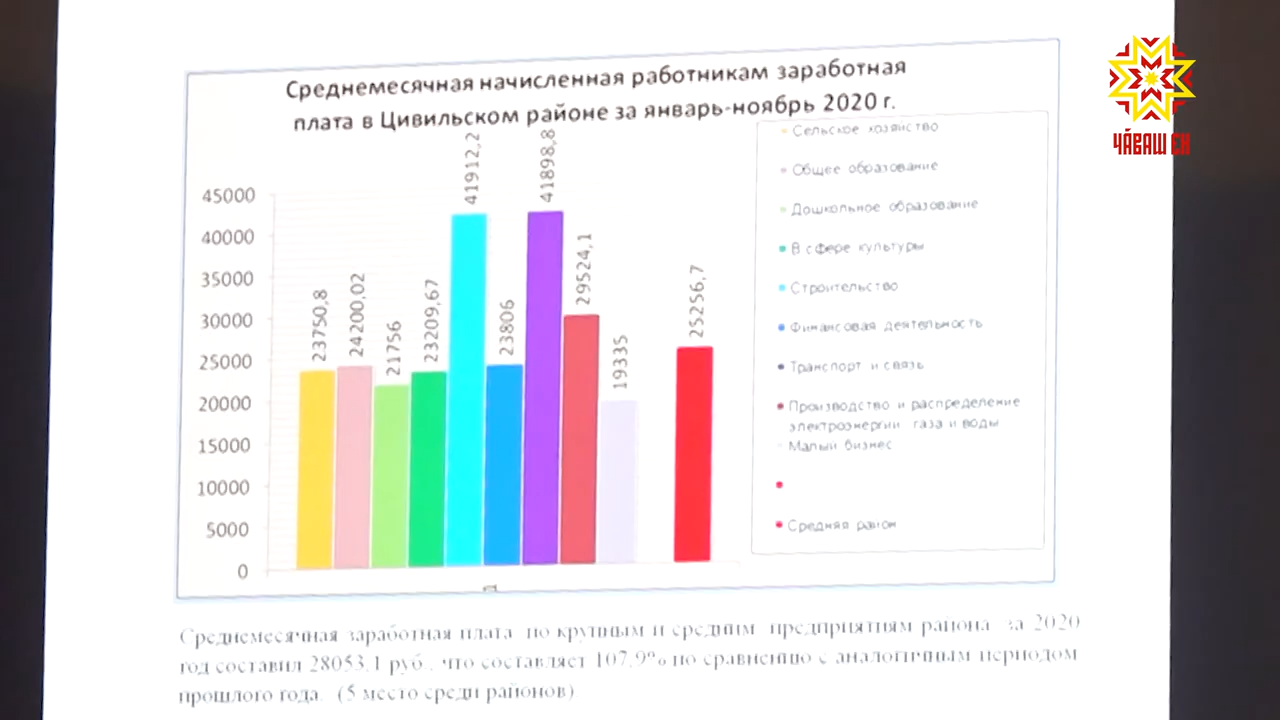 Среднемесячная начисленная работникам заработная
плата в Цивильском районе за январь-ноябрь 2020 г.
ЧӐВАШ ЕН
45000
40000
35000
30000
25000
20000
15000
10000
5000
0
23750,8
24200,02
21756
23209,67
41912,2
23806
41898,8
29524,1
19335
25256,7
Сельское хозяйство
Общее образование
Дошкольное образование
В сфере культуры
Строительство
Финансовая деятельность
Транспорт и связь
Производство и распределение
электроэнергии газа и воды
Малый бизнес
Средняя район
Среднемесячная заработная плата по крупным и средним предприятиям района за 2020
год составил 28053,1 руб., что составляет 107,9% по сравнению с аналогичным периодом
прошлого года. (5 место среди районов)